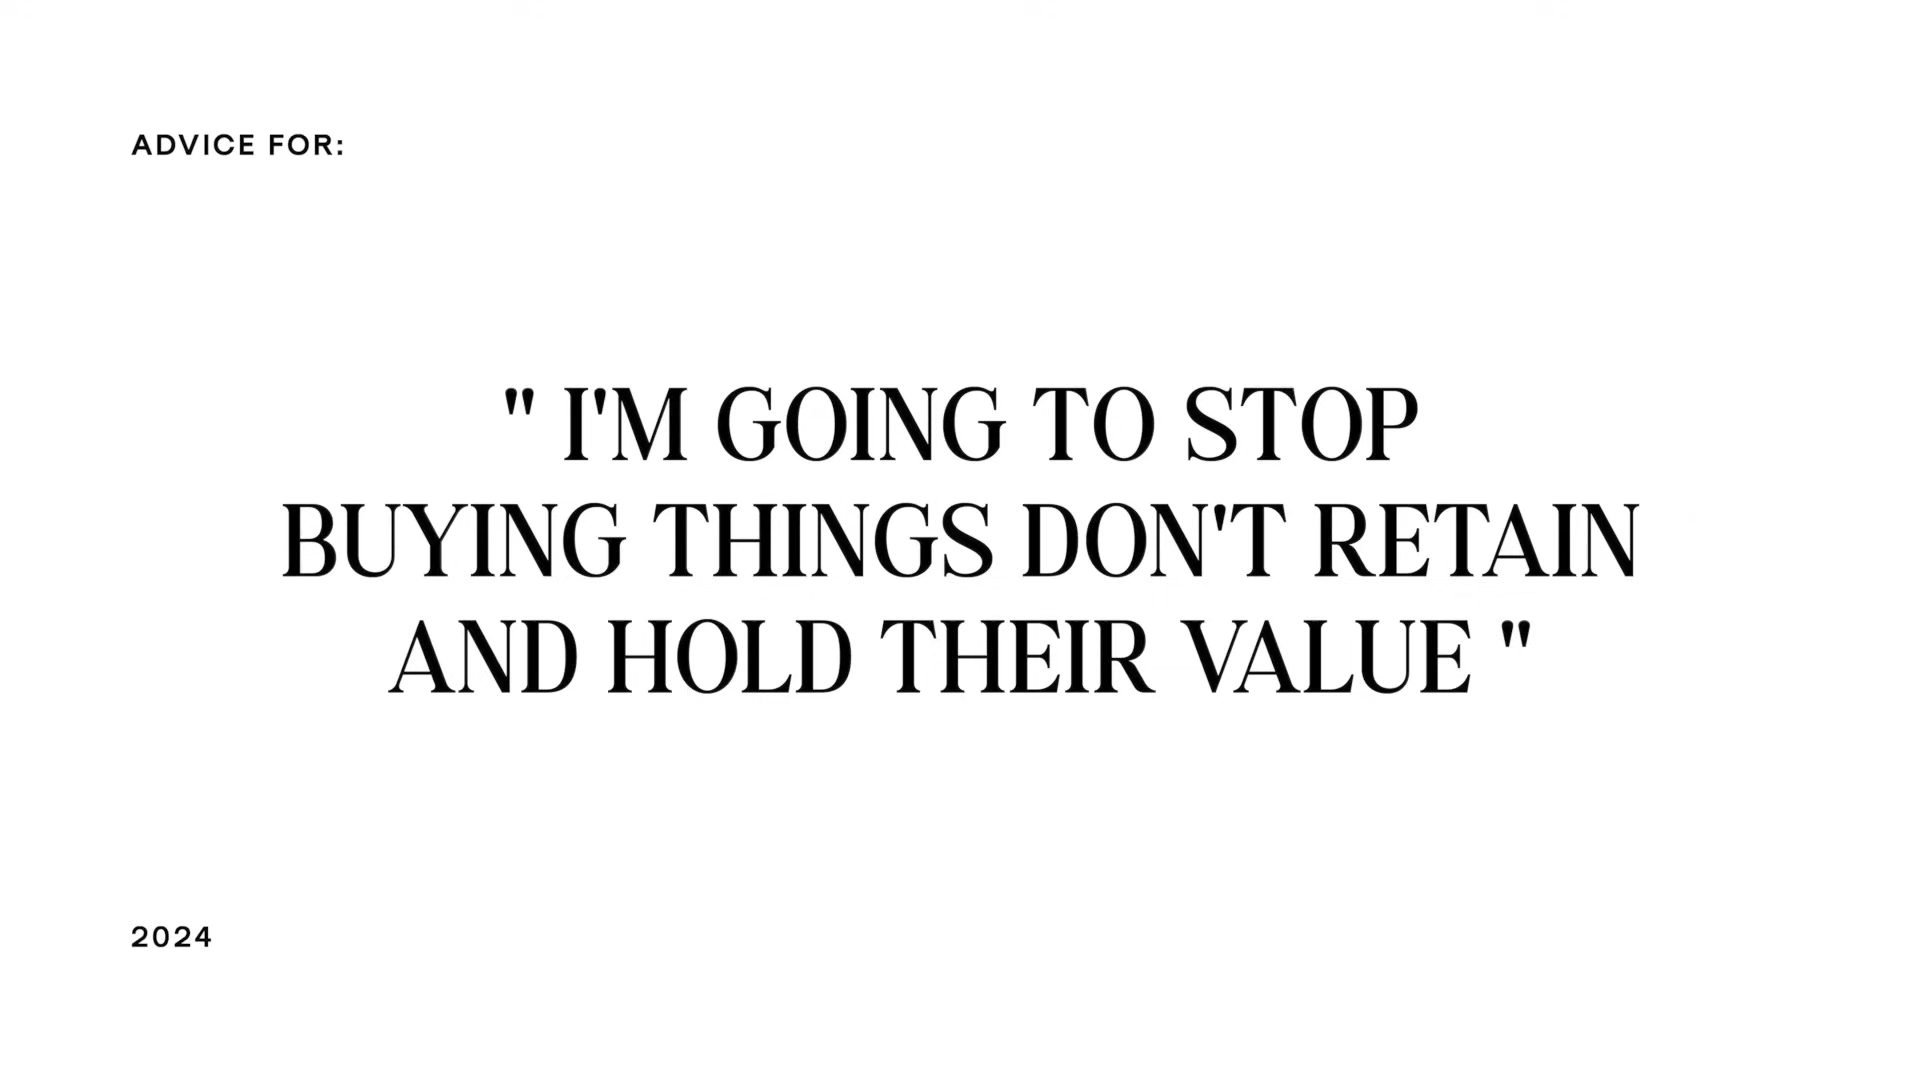 ADVICE FOR:
" I'M GOING TO STOP
BUYING THINGS DON'T RETAIN
AND HOLD THEIR VALUE "
2024